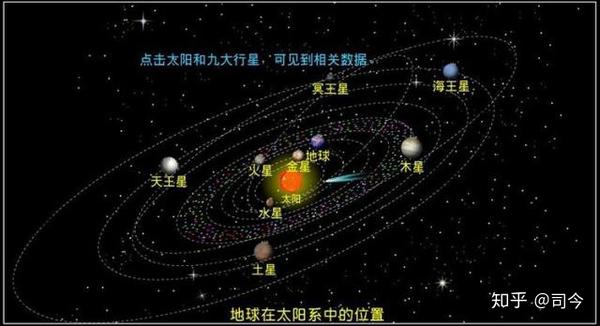 点击太阳和九大行星，可见到相关数据。
冥王星
海王星
地球
木星
火星
金星
天王星
太阳
水星
土星
地球在太阳系中的位置
知乎 @司今